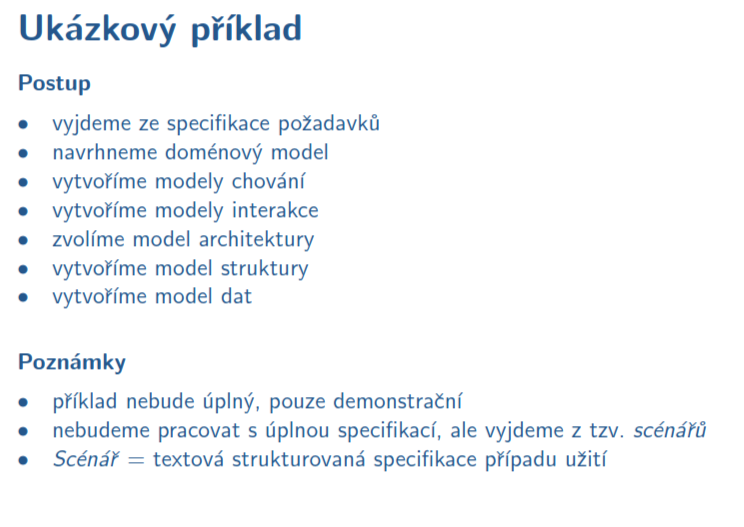 Ukázkový příklad
Postup
• vyjdeme ze specifikace požadavků
• navrhneme doménový model
• vytvoříme modely chování
• vytvoříme modely interakce
• zvolíme model architektury
• vytvoříme model struktury
• vytvoříme model dat
Poznámky
• příklad nebude úplný, pouze demonstrační
• nebudeme pracovat s úplnou specifikací, ale vyjdeme z tzv. scénářů
• Scénář = textová strukturovaná specifikace případu užití